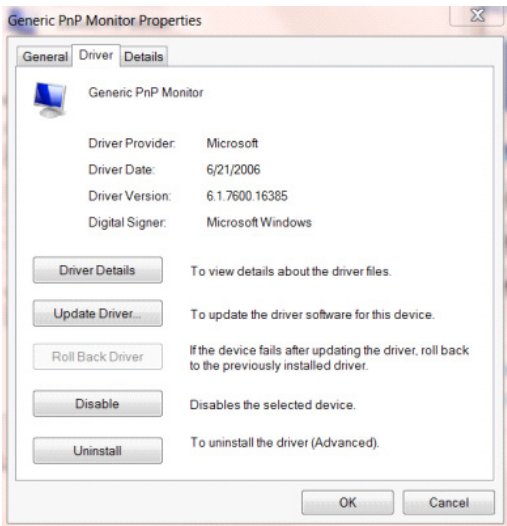 Generic PnP Monitor Properties
General Driver Details
Generic PnP Monitor
Driver Provider: Microsoft
Driver Date: 6/21/2006
Driver Version: 6.1.7600.16385
Digital Signer: Microsoft Windows
Driver Details To view details about the driver files.
Update Driver... To update the driver software for this device.
Roll Back Driver If the device fails after updating the driver, roll back
to the previously installed driver.
Disable Disables the selected device.
Uninstall To uninstall the driver (Advanced).
OK Cancel